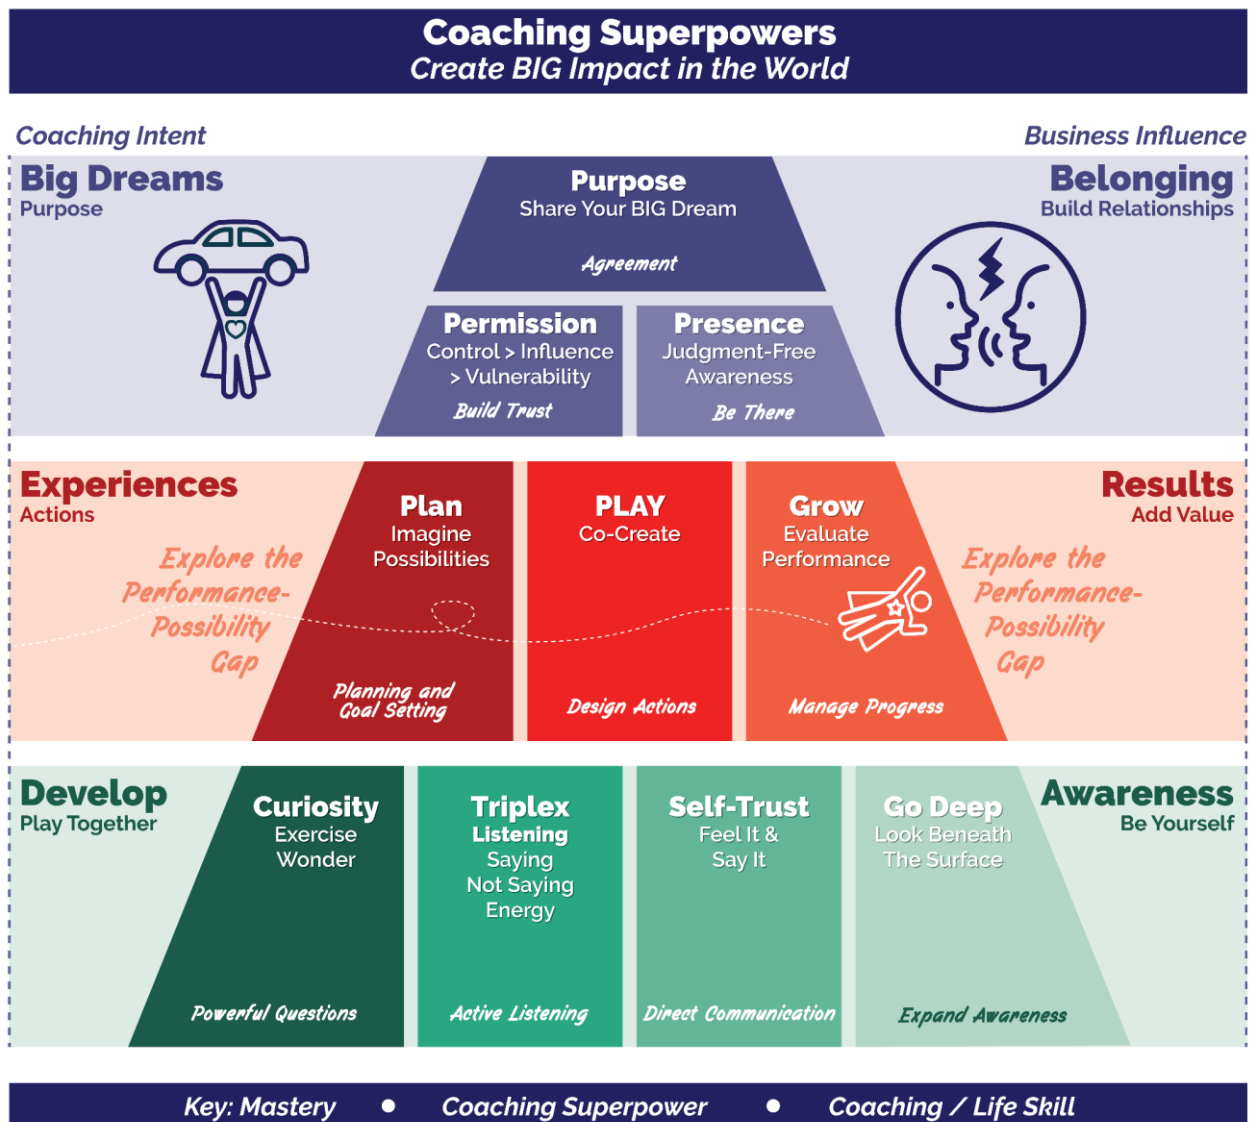 Coaching Superpowers
Create BIG Impact in the World
Coaching Intent
Business Influence
Big Dreams
Purpose
Purpose
Share Your BIG Dream
Agreement
Belonging
Build Relationships
Permission
Control > Influence
> Vulnerability
Build Trust
Presence
Judgment-Free
Awareness
Be There
Experiences
Actions
Explore the
Performance-
Possibility
Gap
Plan
Imagine
Possibilities
Planning and
Goal Setting
PLAY
Co-Create
Design Actions
Grow
Evaluate
Performance
Manage Progress
Results
Add Value
Explore the
Performance-
Possibility
Gap
Develop
Play Together
Curiosity
Exercise
Wonder
Powerful Questions
Triplex
Listening
Saying
Not Saying
Energy
Active Listening
Self-Trust
Feel It &
Say It
Direct Communication
Go Deep
Look Beneath
The Surface
Expand Awareness
Awareness
Be Yourself
Key: Mastery ● Coaching Superpower ● Coaching / Life Skill